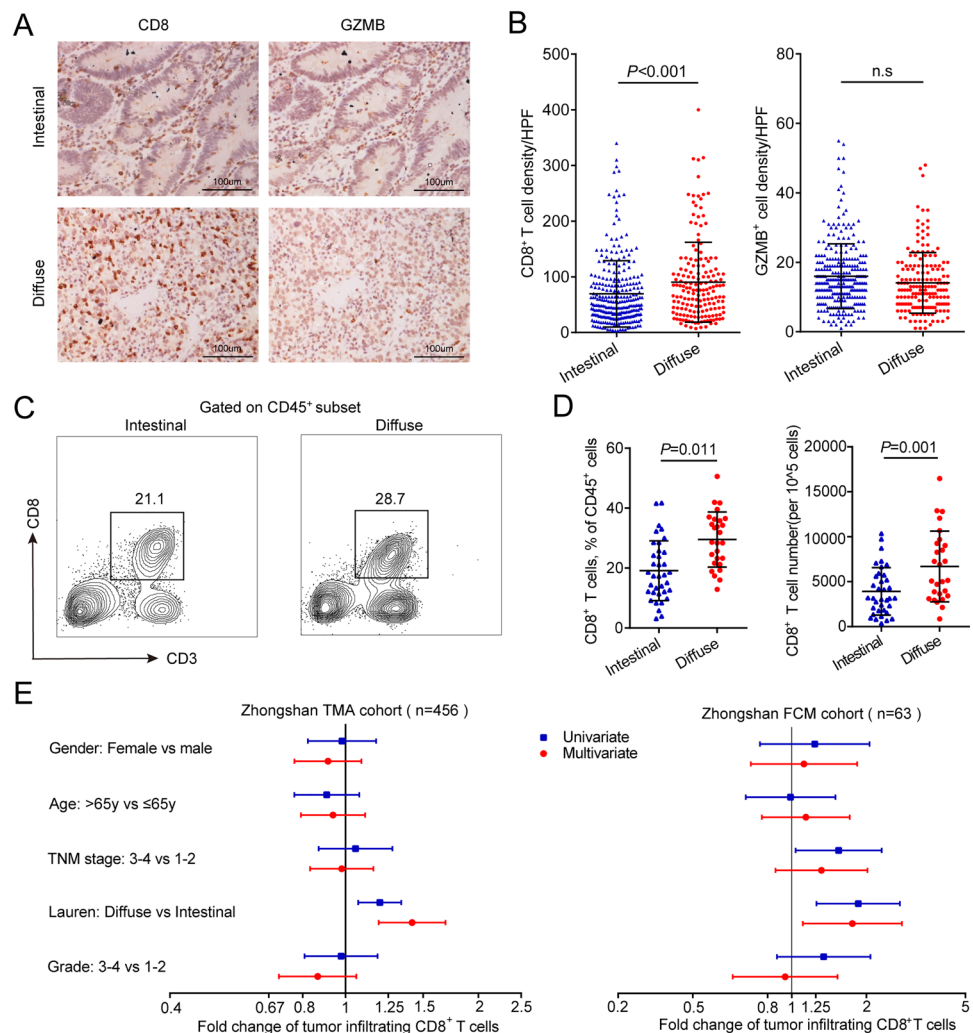 A
CD8
GZMB
Intestinal
100um
100um
Diffuse
100um
100um
B
CD8⁺ T cell density/HPF
500
400
300
200
100
0
P<0.001
Intestinal
Diffuse
GZMB⁺ cell density/HPF
80
60
40
20
0
n.s
Intestinal
Diffuse
C
Gated on CD45⁺ subset
Intestinal
Diffuse
21.1
28.7
CD8
CD3
D
CD8⁺ T cells, % of CD45⁺ cells
60
40
20
0
P=0.011
Intestinal
Diffuse
CD8⁺ T cell number(per 10^5 cells)
20000
15000
10000
5000
0
P=0.001
Intestinal
Diffuse
E
Zhongshan TMA cohort ( n=456)
Zhongshan FCM cohort ( n=63 )
Univariate
Multivariate
Gender: Female vs male
Age: >65y vs ≤65y
TNM stage: 3-4 vs 1-2
Lauren: Diffuse vs Intestinal
Grade: 3-4 vs 1-2
0.4 0.67 0.8 1 1.25 1.5 2 2.5
Fold change of tumor infiltrating CD8⁺ T cells
0.2 0.8 1 1.25 2 5
Fold change of tumor infiltrating CD8⁺T cells